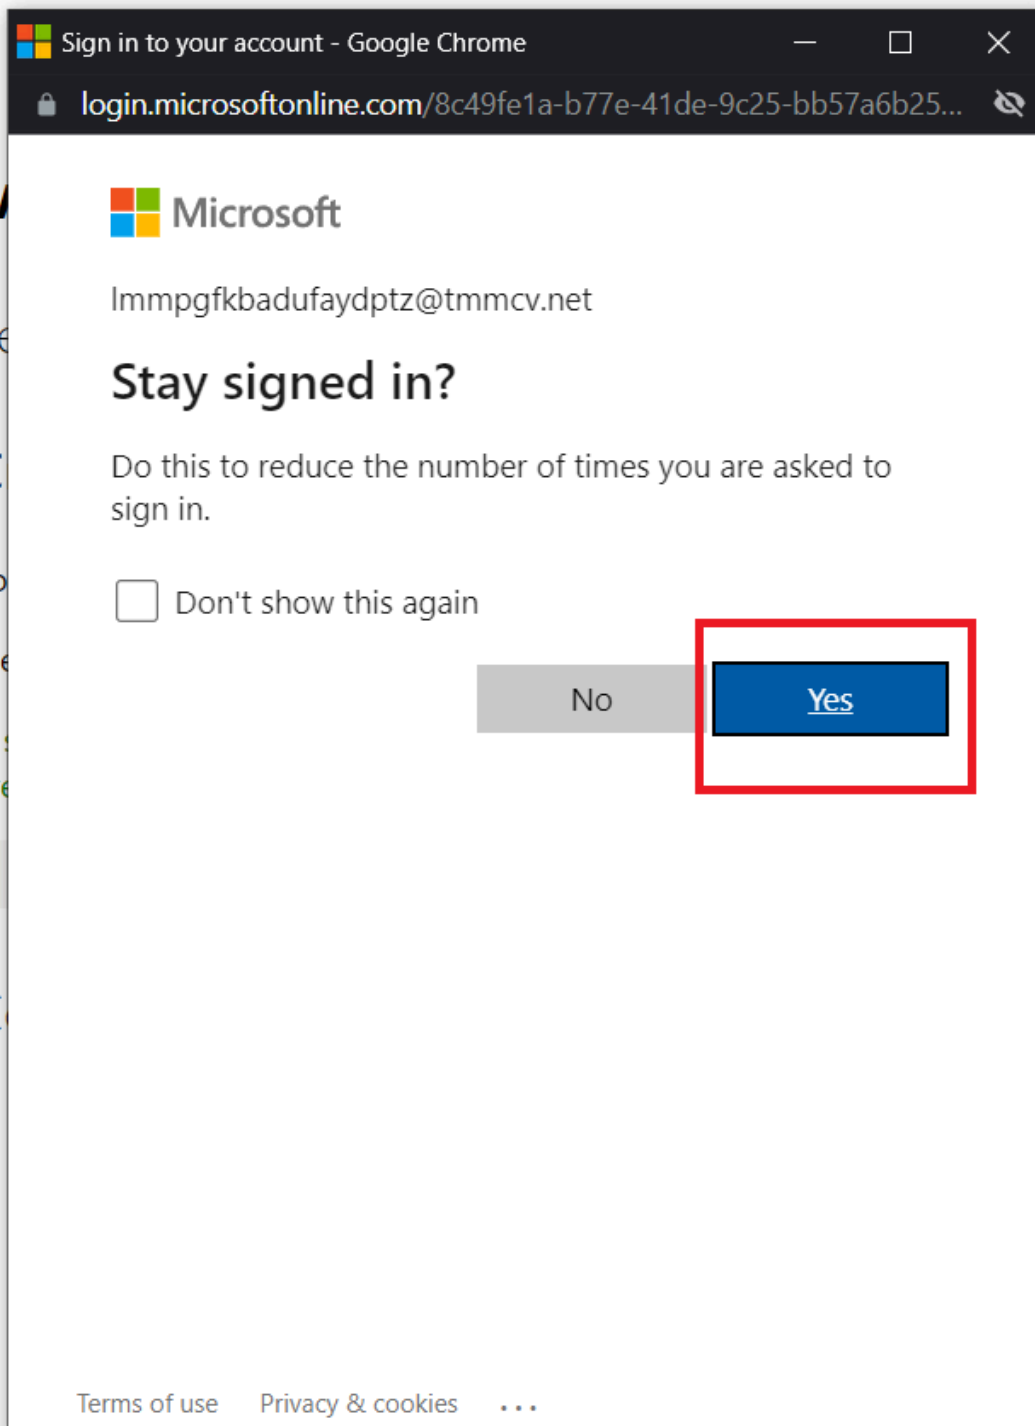 Sign in to your account - Google Chrome
login.microsoftonline.com/8c49fe1a-b77e-41de-9c25-bb57a6b25...
Microsoft
lmmpgfkbadufaydptz@tmmcv.net
Stay signed in?
Do this to reduce the number of times you are asked to
sign in.
Don't show this again
No
Yes
Terms of use
Privacy & cookies
...